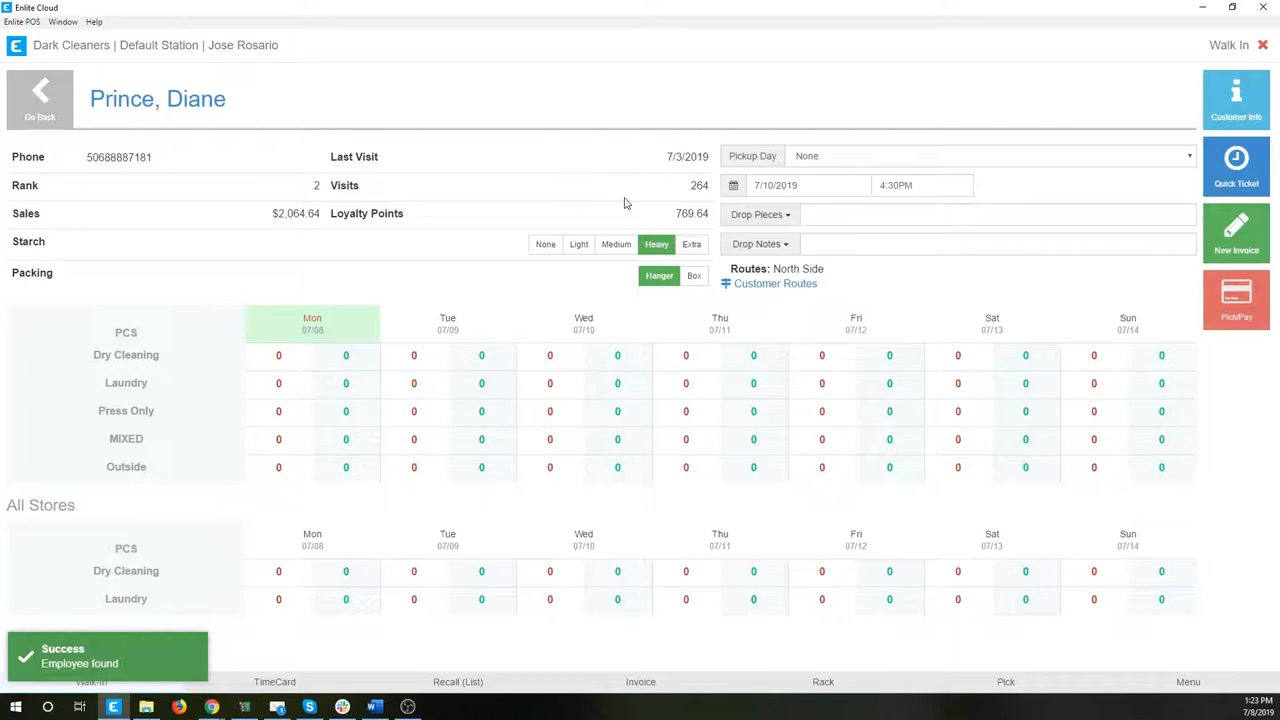 Enlite Cloud
Enlite POS Window Help
Dark Cleaners | Default Station | Jose Rosario
Walk In
Go Back
Prince, Diane
Customer Info
Phone 50688887181 Last Visit 7/3/2019 Pickup Day None
Rank 2 Visits 264 7/10/2019 4:30PM
Quick Ticket
Sales $2,064.64 Loyalty Points 769.64 Drop Pieces
Starch None Light Medium Heavy Extra Drop Notes
New Invoice
Packing Hanger Box Routes: North Side
Customer Routes
Pick/Pay
PCS Mon Tue Wed Thu Fri Sat Sun
07/08 07/09 07/10 07/11 07/12 07/13 07/14
Dry Cleaning 0 0 0 0 0 0 0 0 0 0 0 0 0 0
Laundry 0 0 0 0 0 0 0 0 0 0 0 0 0 0
Press Only 0 0 0 0 0 0 0 0 0 0 0 0 0 0
MIXED 0 0 0 0 0 0 0 0 0 0 0 0 0 0
Outside 0 0 0 0 0 0 0 0 0 0 0 0 0 0
All Stores
PCS Mon Tue Wed Thu Fri Sat Sun
07/08 07/09 07/10 07/11 07/12 07/13 07/14
Dry Cleaning 0 0 0 0 0 0 0 0 0 0 0 0 0 0
Laundry 0 0 0 0 0 0 0 0 0 0 0 0 0 0
Success
Employee found
Walk-In TimeCard Recall (List) Invoice Rack Pick Menu
1:23 PM
7/8/2019